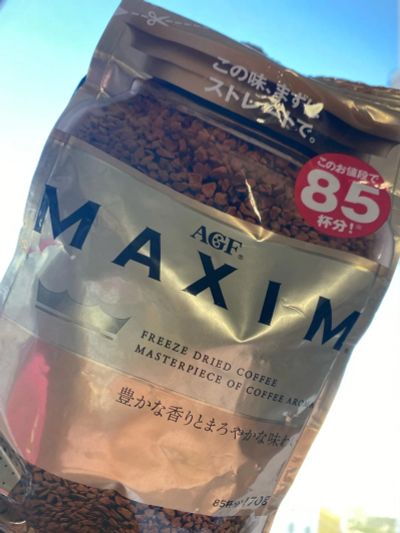 この味、まずは
ストレートで。
このお値段で
85
杯分!
AGF®
MAXIM
FREEZE DRIED COFFEE
MASTERPIECE OF COFFEE AROMA
豊かな香りとまろやかな味わい
85杯分 170g